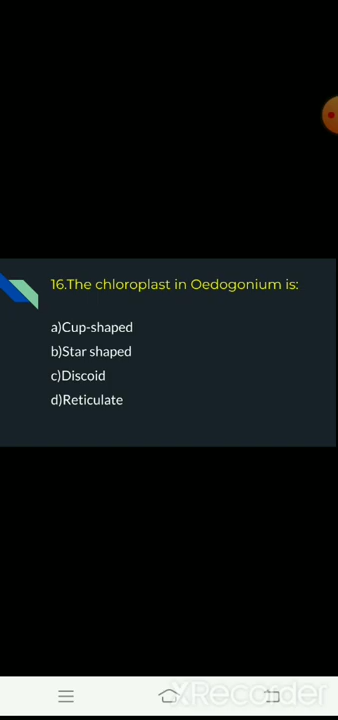 16.The chloroplast in Oedogonium is:
a)Cup-shaped
b)Star shaped
c)Discoid
d)Reticulate
XRecorder